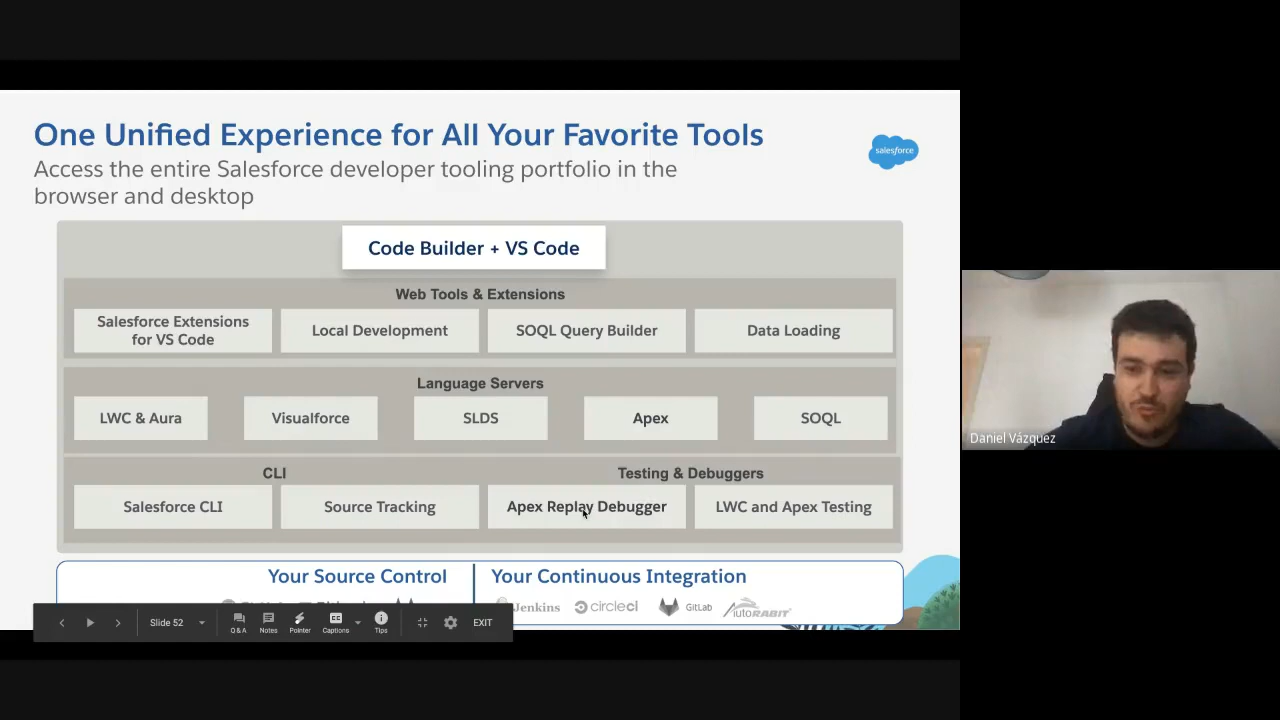 One Unified Experience for All Your Favorite Tools
Access the entire Salesforce developer tooling portfolio in the
browser and desktop
salesforce
Code Builder + VS Code
Web Tools & Extensions
Salesforce Extensions
for VS Code
Local Development
SOQL Query Builder
Data Loading
Language Servers
LWC & Aura
Visualforce
SLDS
Apex
SOQL
CLI
Testing & Debuggers
Salesforce CLI
Source Tracking
Apex Replay Debugger
LWC and Apex Testing
Your Source Control
Your Continuous Integration
Jenkins
circleci
GitLab
AutoRABIT
Slide 52
Q & A
Notes
Pointer
Captions
Tips
EXIT
Daniel Vázquez